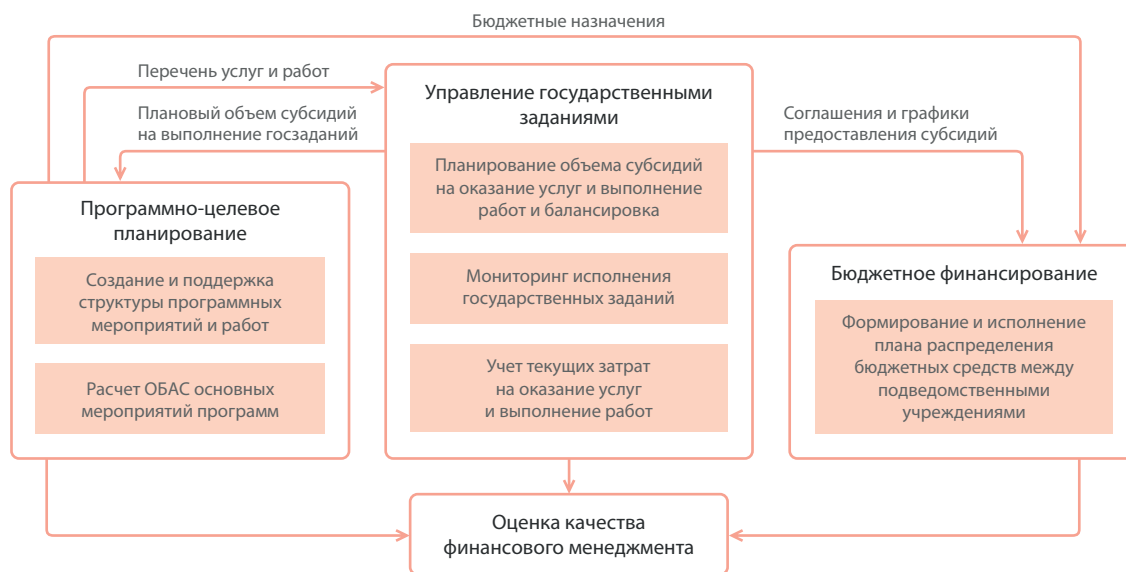 Бюджетные назначения
Перечень услуг и работ
Плановый объем субсидий
на выполнение госзаданий
Управление государственными
заданиями
Соглашения и графики
предоставления субсидий
Планирование объема субсидий
на оказание услуг и выполнение
работ и балансировка
Мониторинг исполнения
государственных заданий
Учет текущих затрат
на оказание услуг
и выполнение работ
Программно-целевое
планирование
Создание и поддержка
структуры программных
мероприятий и работ
Расчет ОБАС основных
мероприятий программ
Бюджетное финансирование
Формирование и исполнение
плана распределения
бюджетных средств между
подведомственными
учреждениями
Оценка качества
финансового менеджмента